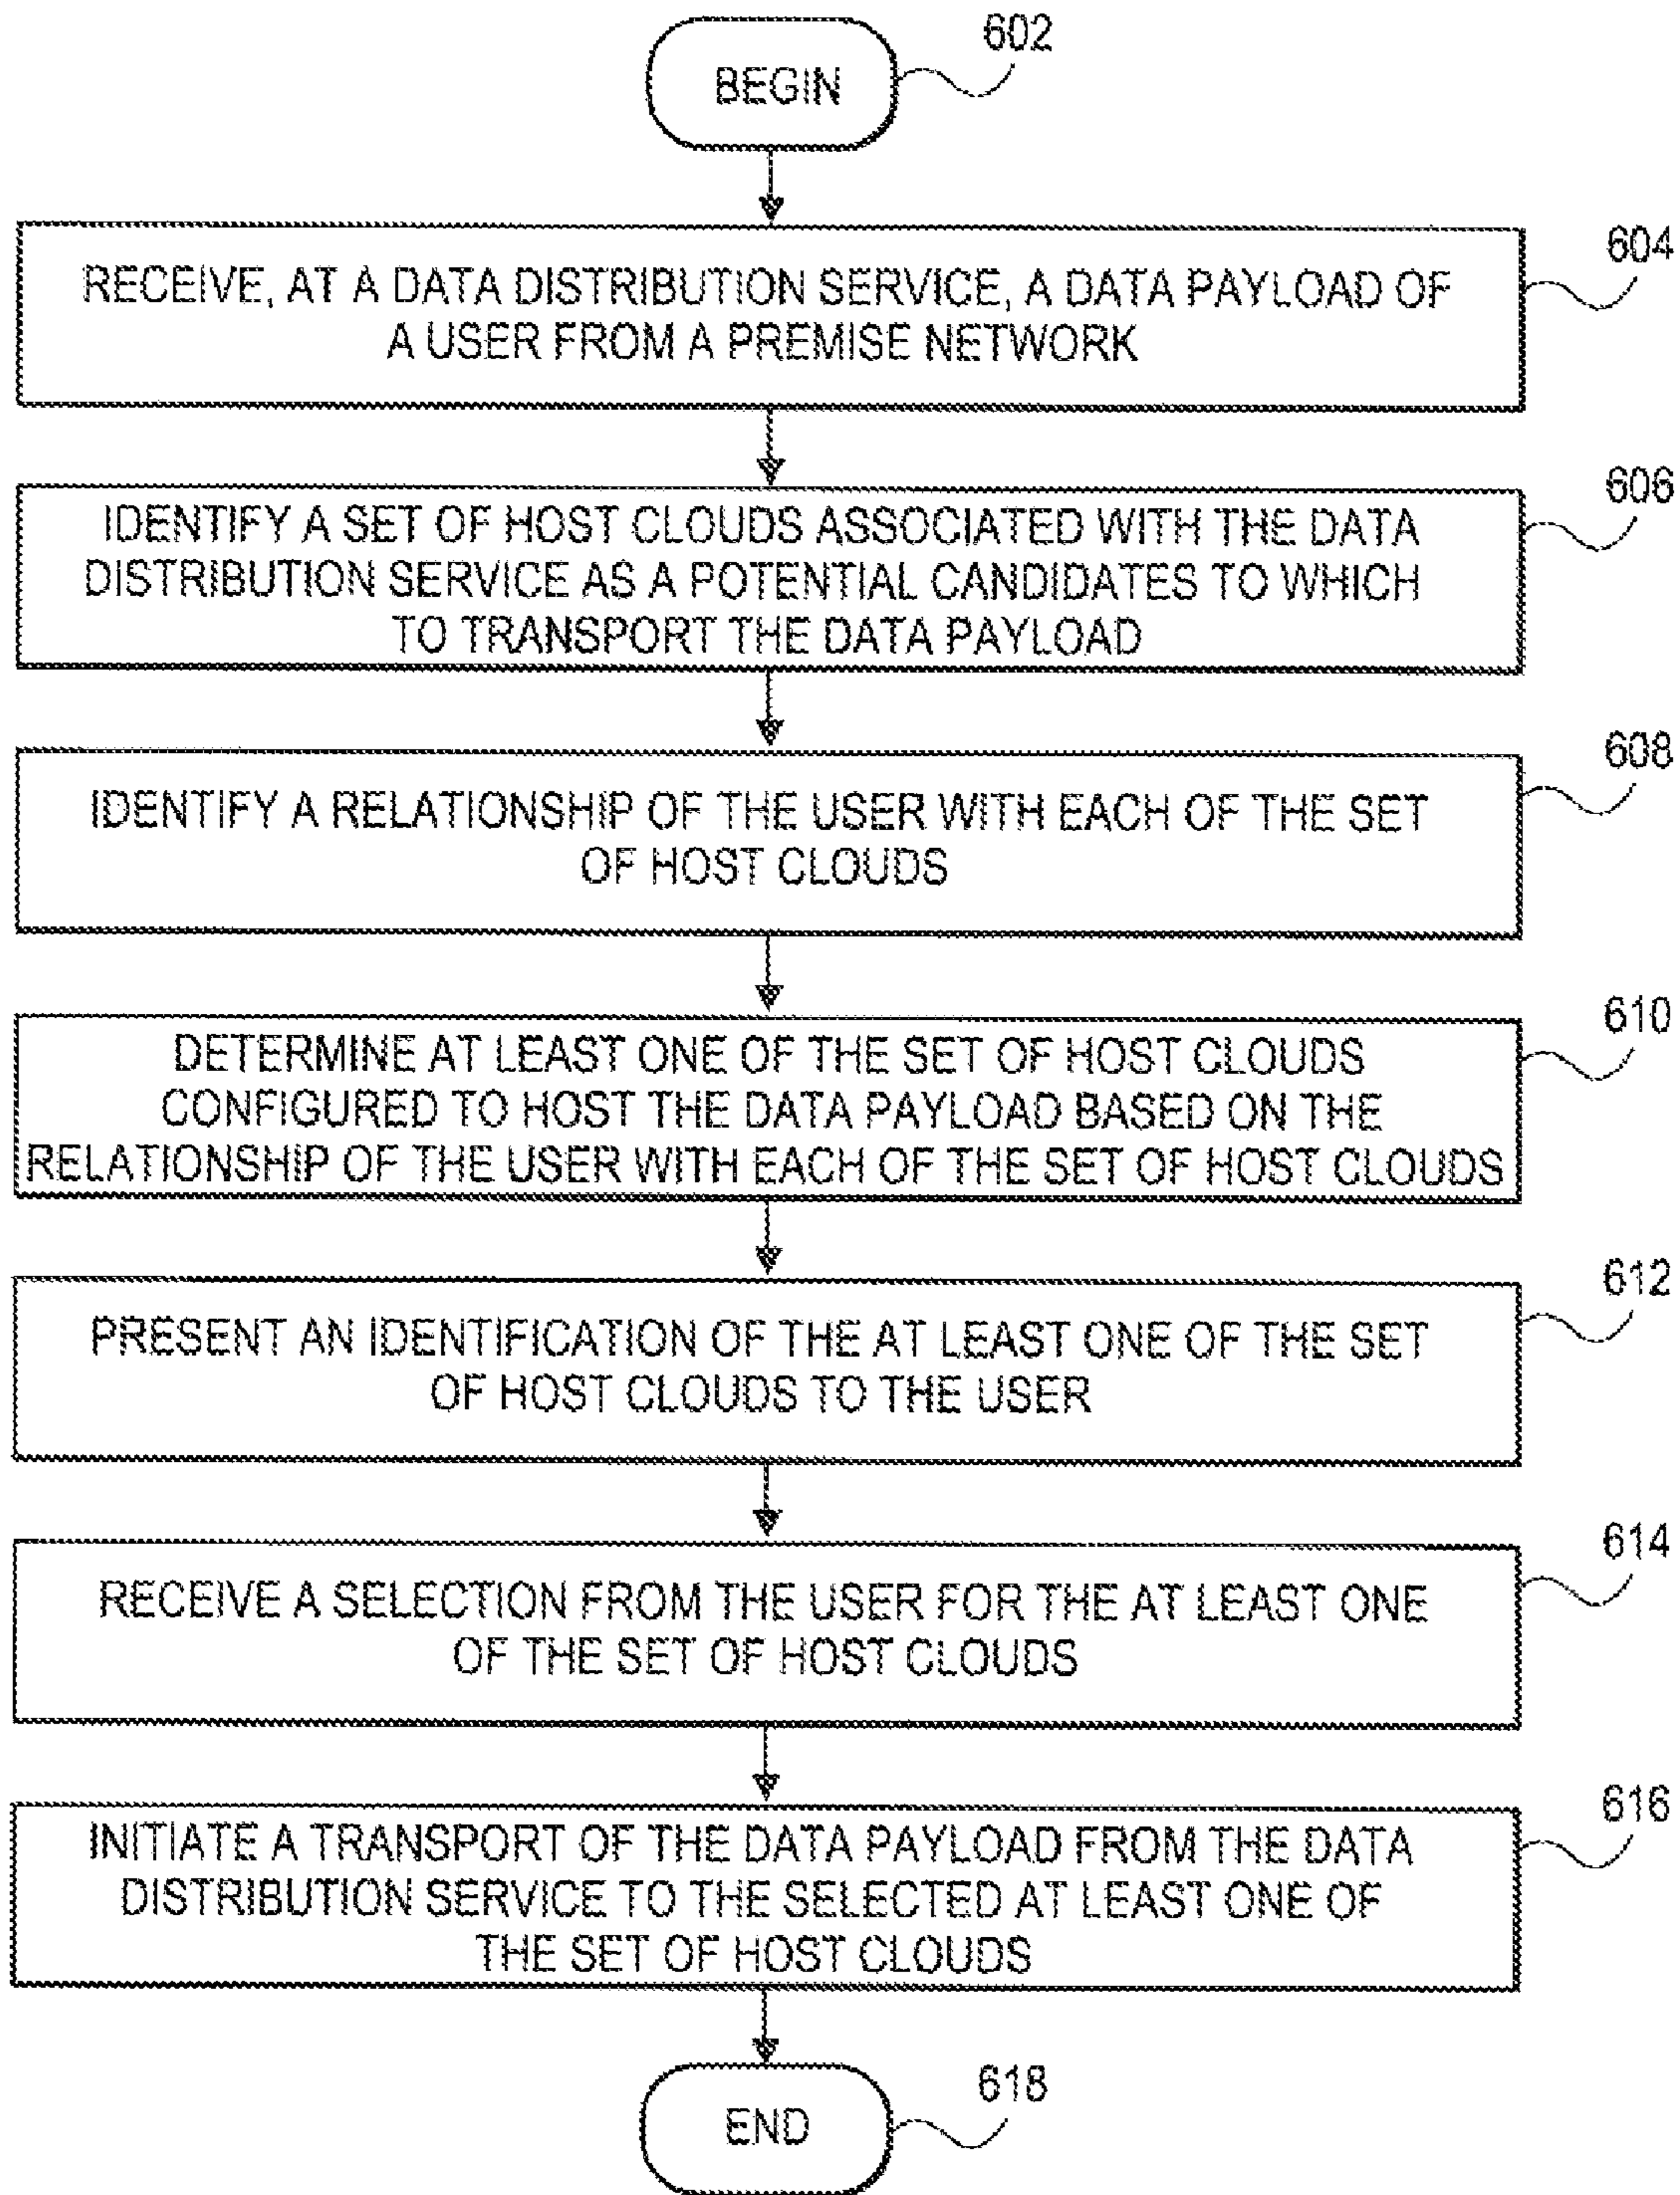 BEGIN
602
RECEIVE, AT A DATA DISTRIBUTION SERVICE, A DATA PAYLOAD OF
A USER FROM A PREMISE NETWORK
604
IDENTIFY A SET OF HOST CLOUDS ASSOCIATED WITH THE DATA
DISTRIBUTION SERVICE AS A POTENTIAL CANDIDATES TO WHICH
TO TRANSPORT THE DATA PAYLOAD
606
IDENTIFY A RELATIONSHIP OF THE USER WITH EACH OF THE SET
OF HOST CLOUDS
608
DETERMINE AT LEAST ONE OF THE SET OF HOST CLOUDS
CONFIGURED TO HOST THE DATA PAYLOAD BASED ON THE
RELATIONSHIP OF THE USER WITH EACH OF THE SET OF HOST CLOUDS
610
PRESENT AN IDENTIFICATION OF THE AT LEAST ONE OF THE SET
OF HOST CLOUDS TO THE USER
612
RECEIVE A SELECTION FROM THE USER FOR THE AT LEAST ONE
OF THE SET OF HOST CLOUDS
614
INITIATE A TRANSPORT OF THE DATA PAYLOAD FROM THE DATA
DISTRIBUTION SERVICE TO THE SELECTED AT LEAST ONE OF
THE SET OF HOST CLOUDS
616
END
618